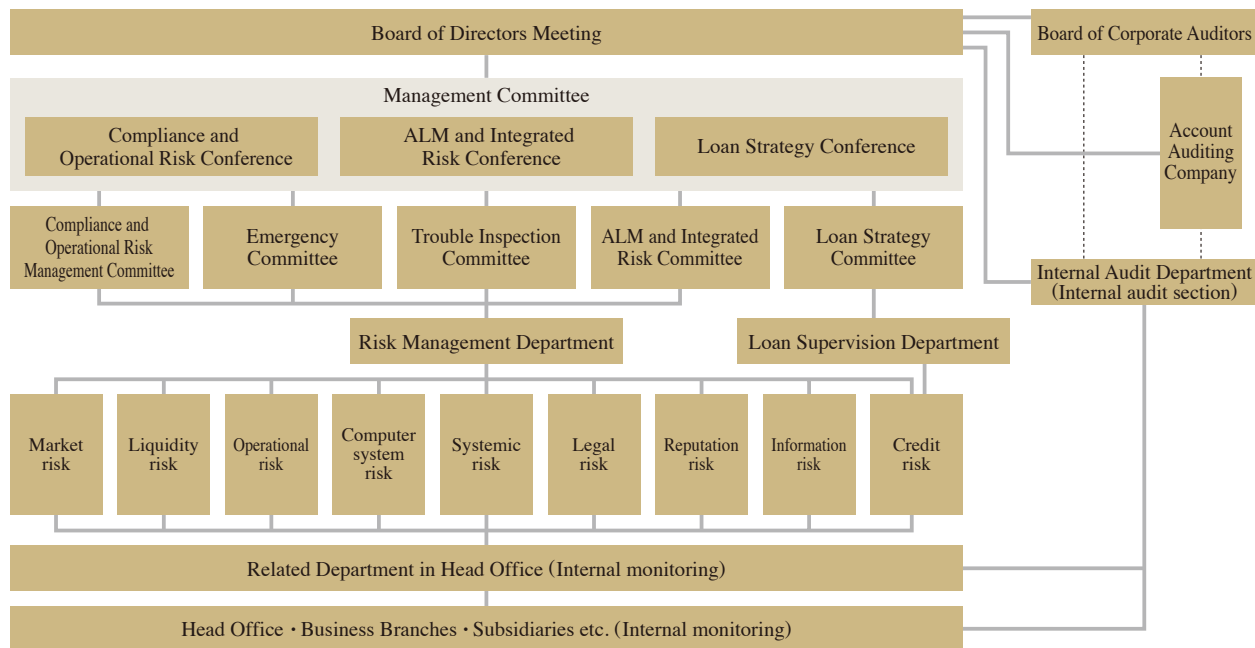 Board of Directors Meeting
Board of Corporate Auditors
Management Committee
Compliance and
Operational Risk Conference
ALM and Integrated
Risk Conference
Loan Strategy Conference
Account
Auditing
Company
Compliance and
Operational Risk
Management Committee
Emergency
Committee
Trouble Inspection
Committee
ALM and Integrated
Risk Committee
Loan Strategy
Committee
Internal Audit Department
(Internal audit section)
Risk Management Department
Loan Supervision Department
Market
risk
Liquidity
risk
Operational
risk
Computer
system
risk
Systemic
risk
Legal
risk
Reputation
risk
Information
risk
Credit
risk
Related Department in Head Office (Internal monitoring)
Head Office・Business Branches・Subsidiaries etc. (Internal monitoring)